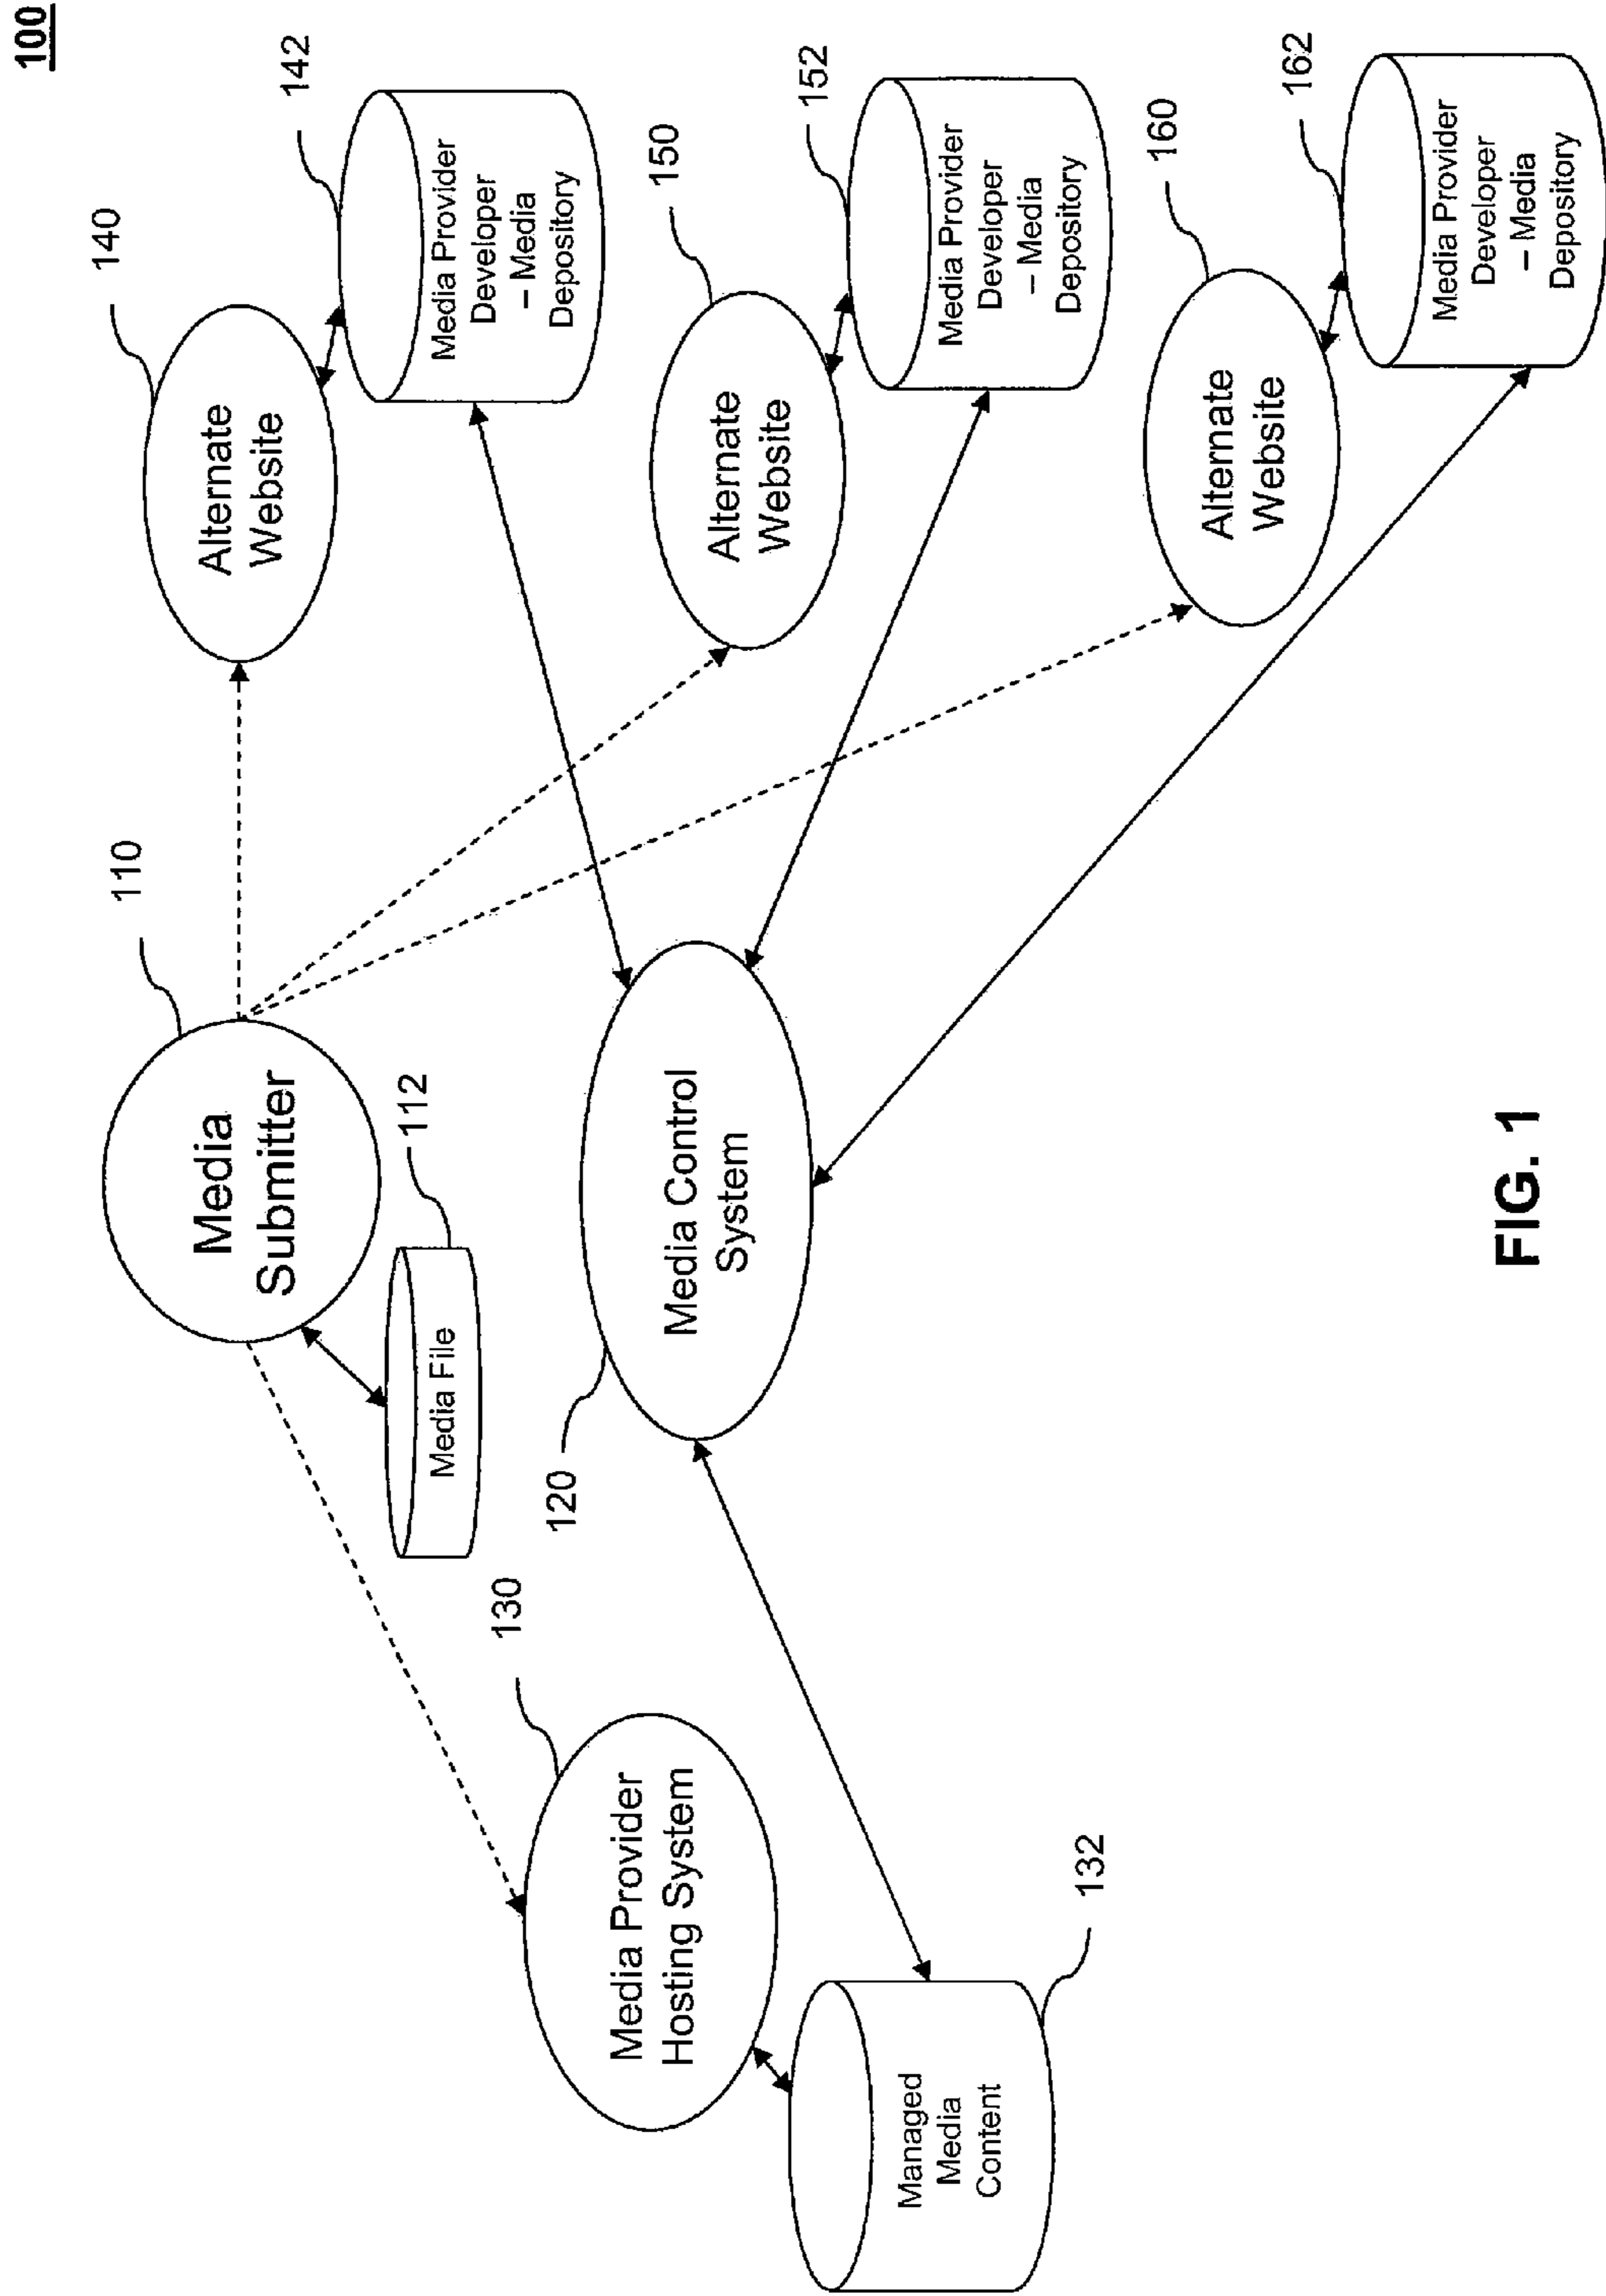 100
110
Media
Submitter
112
Media File
140
Alternate
Website
142
Media Provider
Developer
– Media
Depository
130
Media Provider
Hosting System
120
Media Control
System
150
Alternate
Website
152
Media Provider
Developer
– Media
Depository
132
Managed
Media
Content
160
Alternate
Website
162
Media Provider
Developer
– Media
Depository
FIG. 1